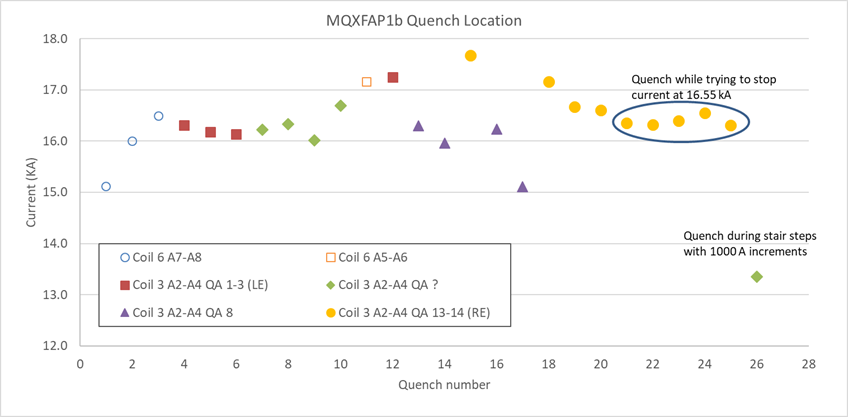 MQXFAP1b Quench Location
18.0
17.0
16.0
15.0
14.0
13.0
12.0
Current (KA)
Quench while trying to stop
current at 16.55 kA
Quench during stair steps
with 1000 A increments
Coil 6 A7-A8
Coil 6 A5-A6
Coil 3 A2-A4 QA 1-3 (LE)
Coil 3 A2-A4 QA ?
Coil 3 A2-A4 QA 8
Coil 3 A2-A4 QA 13-14 (RE)
0 2 4 6 8 10 12 14 16 18 20 22 24 26 28
Quench number